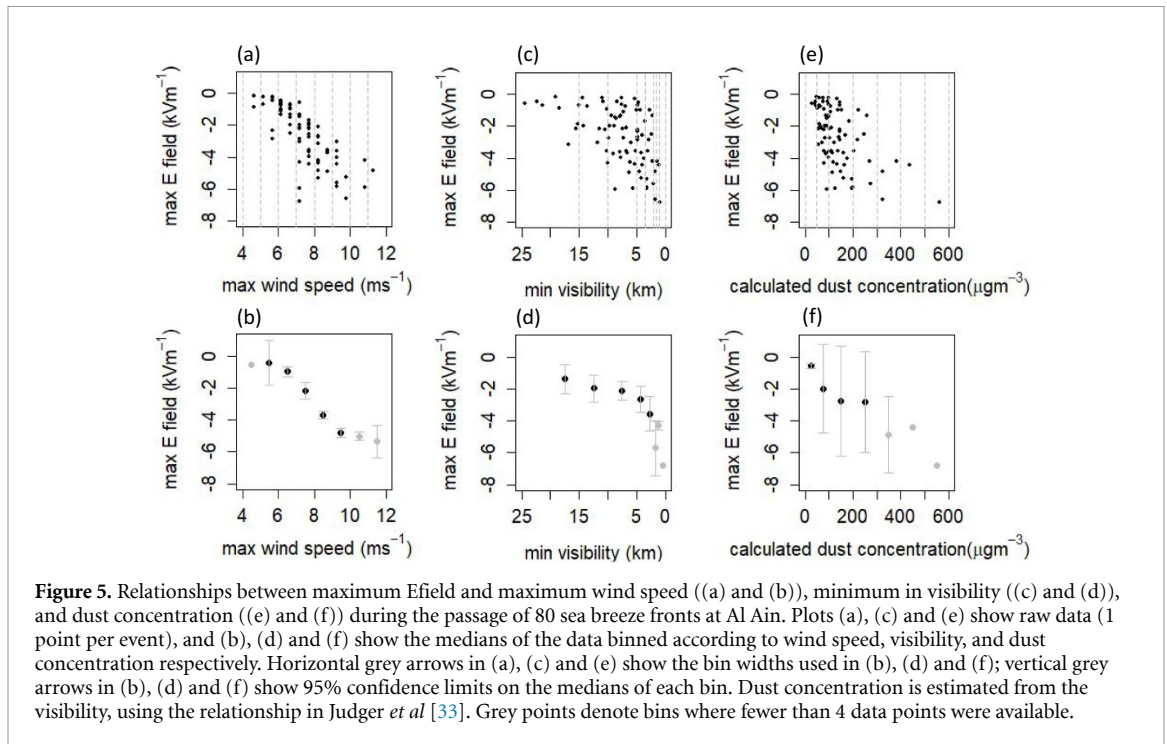 (a)
max E field (kVm−1)
0
-2
-4
-6
-8
4 6 8 10 12
max wind speed (ms−1)
(c)
max E field (kVm−1)
0
-2
-4
-6
-8
25 15 5 0
min visibility (km)
(e)
max E field (kVm−1)
0
-2
-4
-6
-8
0 200 400 600
calculated dust concentration(μgm−3)
(b)
max E field (kVm−1)
0
-2
-4
-6
-8
4 6 8 10 12
max wind speed (ms−1)
(d)
max E field (kVm−1)
0
-2
-4
-6
-8
25 15 5 0
min visibility (km)
(f)
max E field (kVm−1)
0
-2
-4
-6
-8
0 200 400 600
calculated dust concentration(μgm−3)
Figure 5. Relationships between maximum Efield and maximum wind speed ((a) and (b)), minimum in visibility ((c) and (d)),
and dust concentration ((e) and (f)) during the passage of 80 sea breeze fronts at Al Ain. Plots (a), (c) and (e) show raw data (1
point per event), and (b), (d) and (f) show the medians of the data binned according to wind speed, visibility, and dust
concentration respectively. Horizontal grey arrows in (a), (c) and (e) show the bin widths used in (b), (d) and (f); vertical grey
arrows in (b), (d) and (f) show 95% confidence limits on the medians of each bin. Dust concentration is estimated from the
visibility, using the relationship in Judger et al [33]. Grey points denote bins where fewer than 4 data points were available.